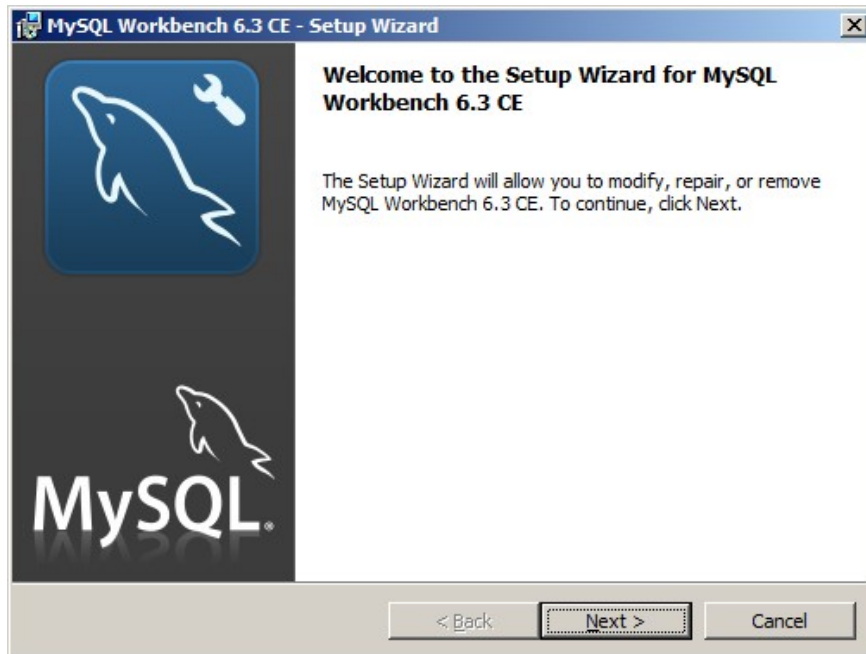 MySQL Workbench 6.3 CE - Setup Wizard
Welcome to the Setup Wizard for MySQL
Workbench 6.3 CE
The Setup Wizard will allow you to modify, repair, or remove
MySQL Workbench 6.3 CE. To continue, click Next.
MySQL®
< Back
Next >
Cancel